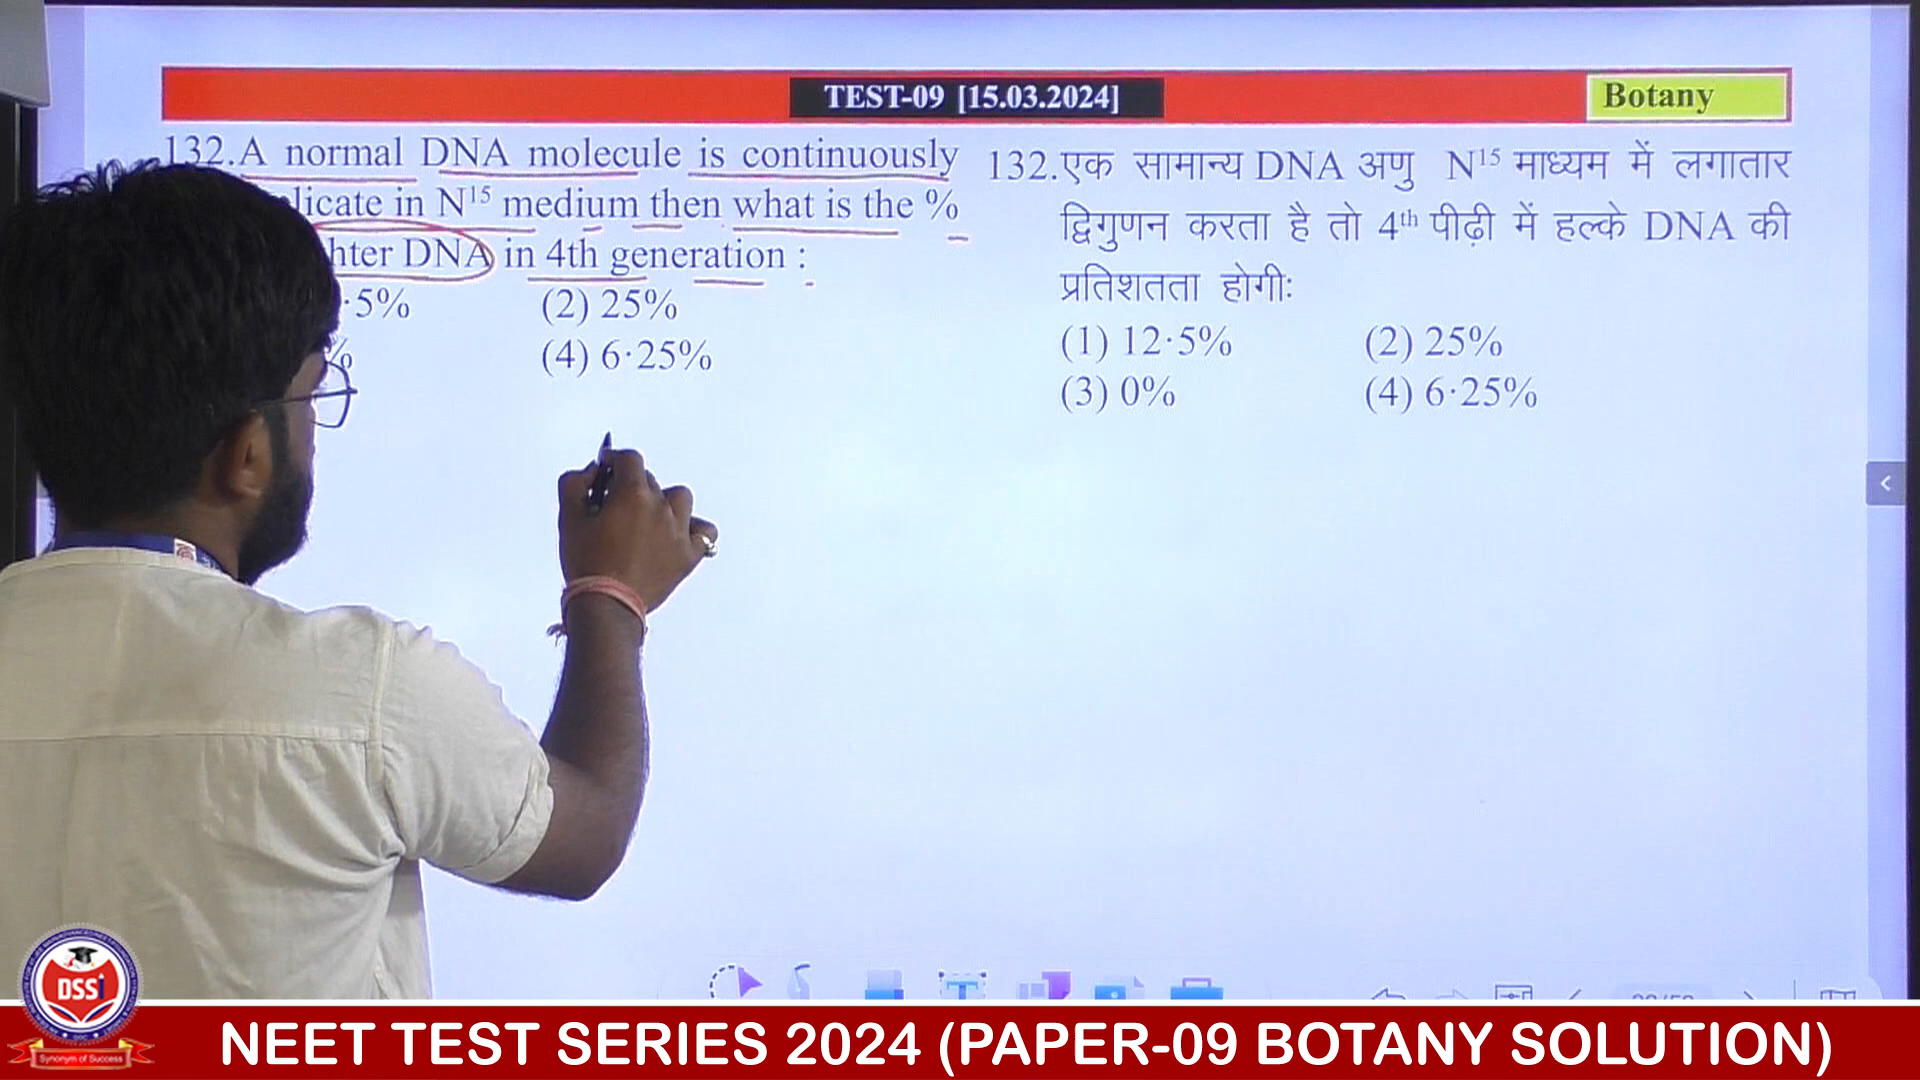 TEST-09 [15.03.2024]
Botany
132.A normal DNA molecule is continuously
licate in N¹⁵ medium then what is the %
hter DNA in 4th generation :
·5% (2) 25%
% (4) 6·25%
132.एक सामान्य DNA अणु N¹⁵ माध्यम में लगातार
द्विगुणन करता है तो 4ᵗʰ पीढ़ी में हल्के DNA की
प्रतिशतता होगीः
(1) 12·5% (2) 25%
(3) 0% (4) 6·25%
DSSi
Synonym of Success
NEET TEST SERIES 2024 (PAPER-09 BOTANY SOLUTION)